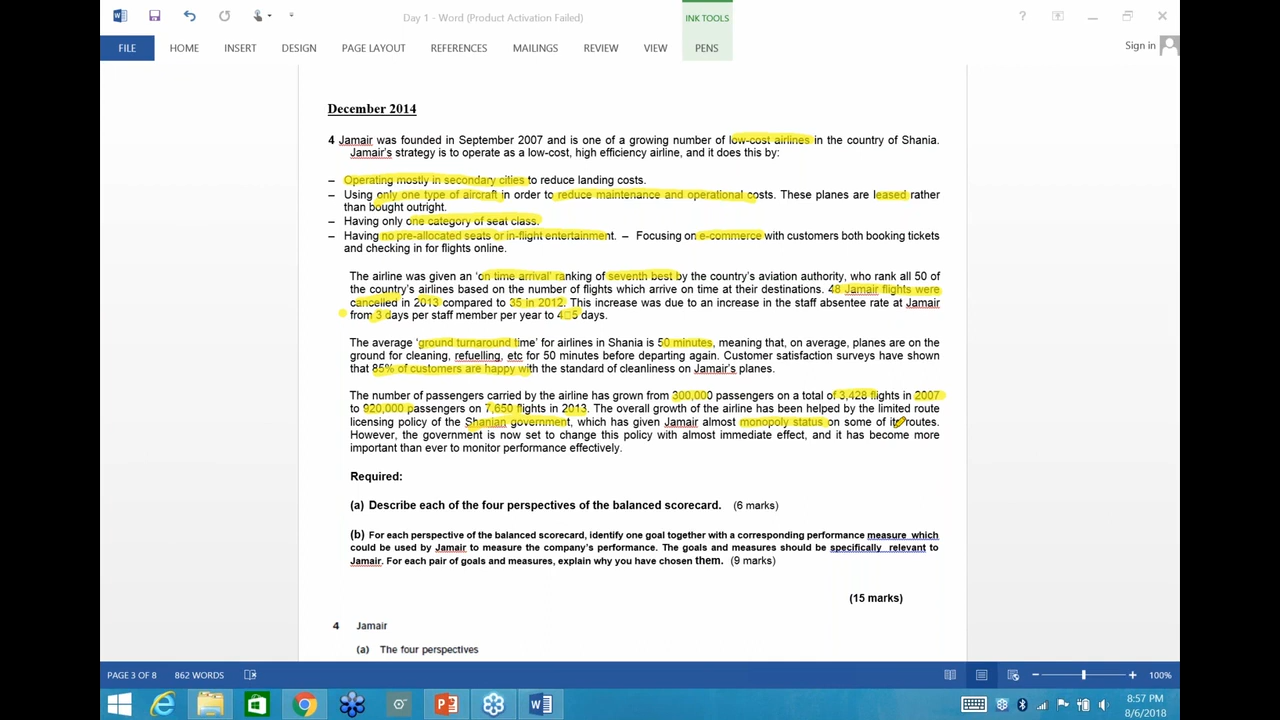 Day 1 - Word (Product Activation Failed)
INK TOOLS
?
FILE
HOME
INSERT
DESIGN
PAGE LAYOUT
REFERENCES
MAILINGS
REVIEW
VIEW
PENS
Sign in
December 2014
4 Jamair was founded in September 2007 and is one of a growing number of low-cost airlines in the country of Shania.
Jamair's strategy is to operate as a low-cost, high efficiency airline, and it does this by:
– Operating mostly in secondary cities to reduce landing costs.
– Using only one type of aircraft in order to reduce maintenance and operational costs. These planes are leased rather
than bought outright.
– Having only one category of seat class.
– Having no pre-allocated seats or in-flight entertainment. – Focusing on e-commerce with customers both booking tickets
and checking in for flights online.
The airline was given an 'on time arrival' ranking of seventh best by the country's aviation authority, who rank all 50 of
the country's airlines based on the number of flights which arrive on time at their destinations. 48 Jamair flights were
cancelled in 2013 compared to 35 in 2012. This increase was due to an increase in the staff absentee rate at Jamair
from 3 days per staff member per year to 4□5 days.
The average 'ground turnaround time' for airlines in Shania is 50 minutes, meaning that, on average, planes are on the
ground for cleaning, refuelling, etc for 50 minutes before departing again. Customer satisfaction surveys have shown
that 85% of customers are happy with the standard of cleanliness on Jamair's planes.
The number of passengers carried by the airline has grown from 300,000 passengers on a total of 3,428 flights in 2007
to 920,000 passengers on 7,650 flights in 2013. The overall growth of the airline has been helped by the limited route
licensing policy of the Shanian government, which has given Jamair almost monopoly status on some of its routes.
However, the government is now set to change this policy with almost immediate effect, and it has become more
important than ever to monitor performance effectively.
Required:
(a) Describe each of the four perspectives of the balanced scorecard. (6 marks)
(b) For each perspective of the balanced scorecard, identify one goal together with a corresponding performance measure which
could be used by Jamair to measure the company's performance. The goals and measures should be specifically relevant to
Jamair. For each pair of goals and measures, explain why you have chosen them. (9 marks)
(15 marks)
4 Jamair
(a) The four perspectives
PAGE 3 OF 8
862 WORDS
100%
8:57 PM
8/6/2018